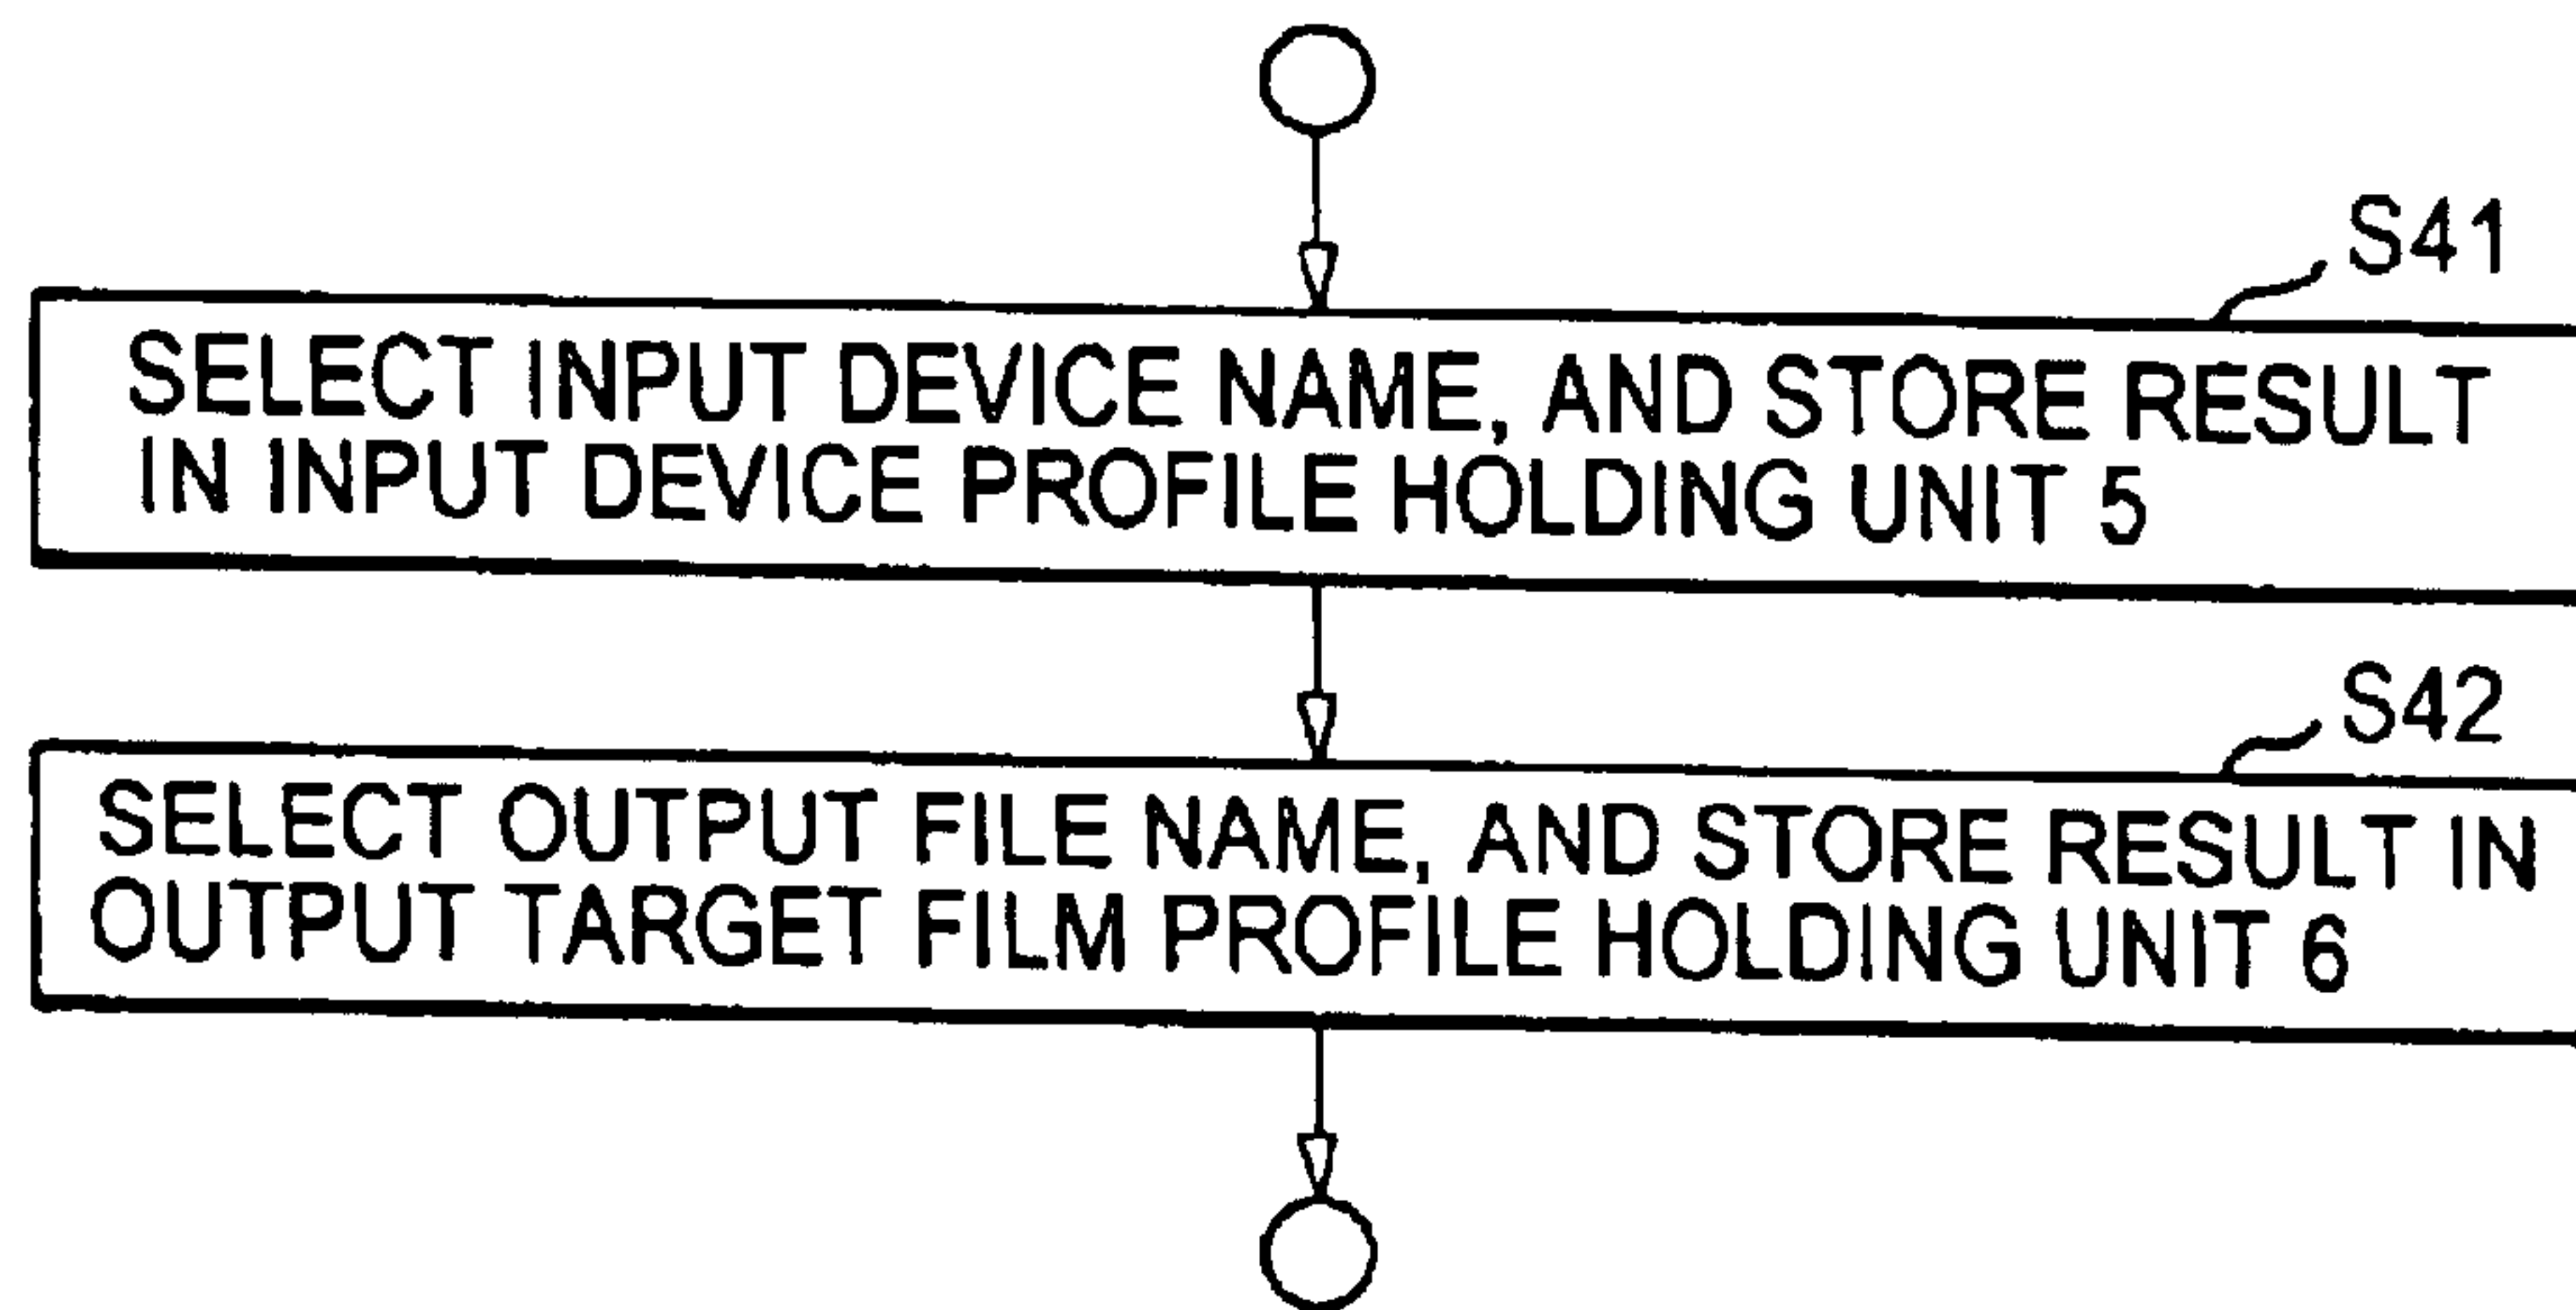 S41
SELECT INPUT DEVICE NAME, AND STORE RESULT
IN INPUT DEVICE PROFILE HOLDING UNIT 5
S42
SELECT OUTPUT FILE NAME, AND STORE RESULT IN
OUTPUT TARGET FILM PROFILE HOLDING UNIT 6